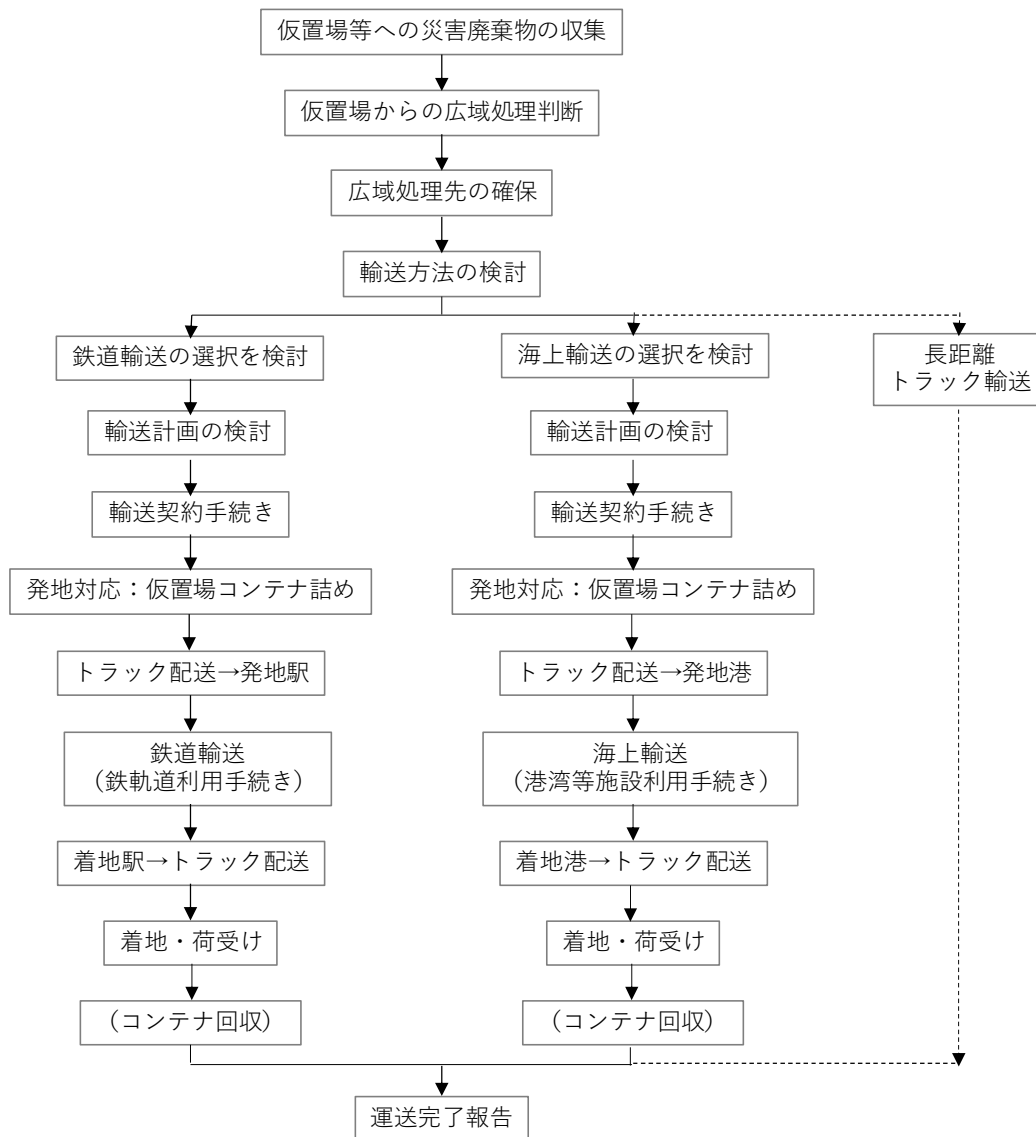 仮置場等への災害廃棄物の収集
仮置場からの広域処理判断
広域処理先の確保
輸送方法の検討
鉄道輸送の選択を検討
輸送計画の検討
輸送契約手続き
発地対応：仮置場コンテナ詰め
トラック配送→発地駅
鉄道輸送
（鉄軌道利用手続き）
着地駅→トラック配送
着地・荷受け
（コンテナ回収）
海上輸送の選択を検討
輸送計画の検討
輸送契約手続き
発地対応：仮置場コンテナ詰め
トラック配送→発地港
海上輸送
（港湾等施設利用手続き）
着地港→トラック配送
着地・荷受け
（コンテナ回収）
長距離
トラック輸送
運送完了報告